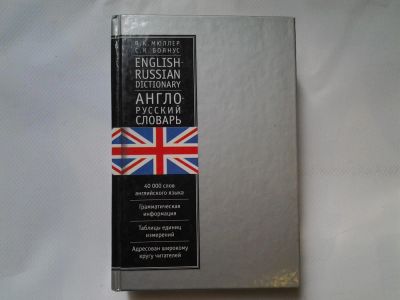 В. К. МЮЛЛЕР
С. К. БОЯНУС
ENGLISH-
RUSSIAN
DICTIONARY
АНГЛО-
РУССКИЙ
СЛОВАРЬ
40 000 слов
английского языка
Грамматическая
информация
Таблицы единиц
измерений
Адресован широкому
кругу читателей